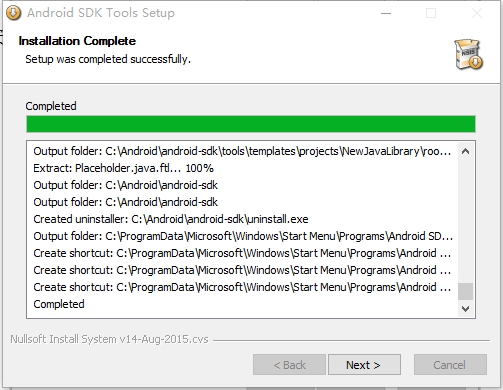 Android SDK Tools Setup
Installation Complete
Setup was completed successfully.
NSIS
Completed
Output folder: C:\Android\android-sdk\tools\templates\projects\NewJavaLibrary\roo...
Extract: Placeholder.java.ftl... 100%
Output folder: C:\Android\android-sdk
Output folder: C:\Android\android-sdk
Created uninstaller: C:\Android\android-sdk\uninstall.exe
Output folder: C:\ProgramData\Microsoft\Windows\Start Menu\Programs\Android SD...
Create shortcut: C:\ProgramData\Microsoft\Windows\Start Menu\Programs\Android ...
Create shortcut: C:\ProgramData\Microsoft\Windows\Start Menu\Programs\Android ...
Create shortcut: C:\ProgramData\Microsoft\Windows\Start Menu\Programs\Android ...
Completed
Nullsoft Install System v14-Aug-2015.cvs
< Back Next > Cancel